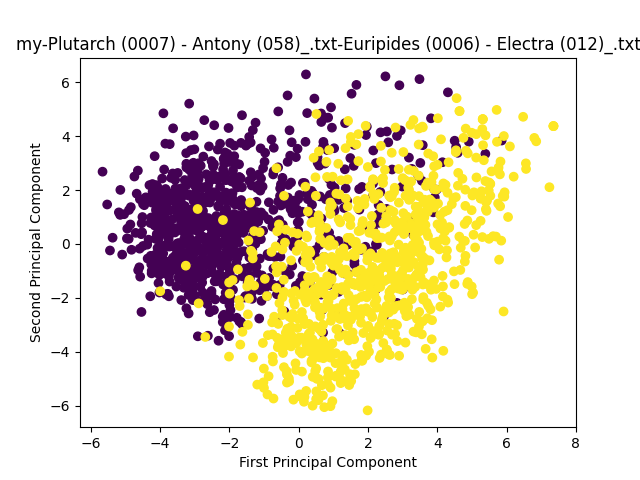 my-Plutarch (0007) - Antony (058)_.txt-Euripides (0006) - Electra (012)_.txt
6
4
2
0
−2
−4
−6
Second Principal Component
−6 −4 −2 0 2 4 6 8
First Principal Component